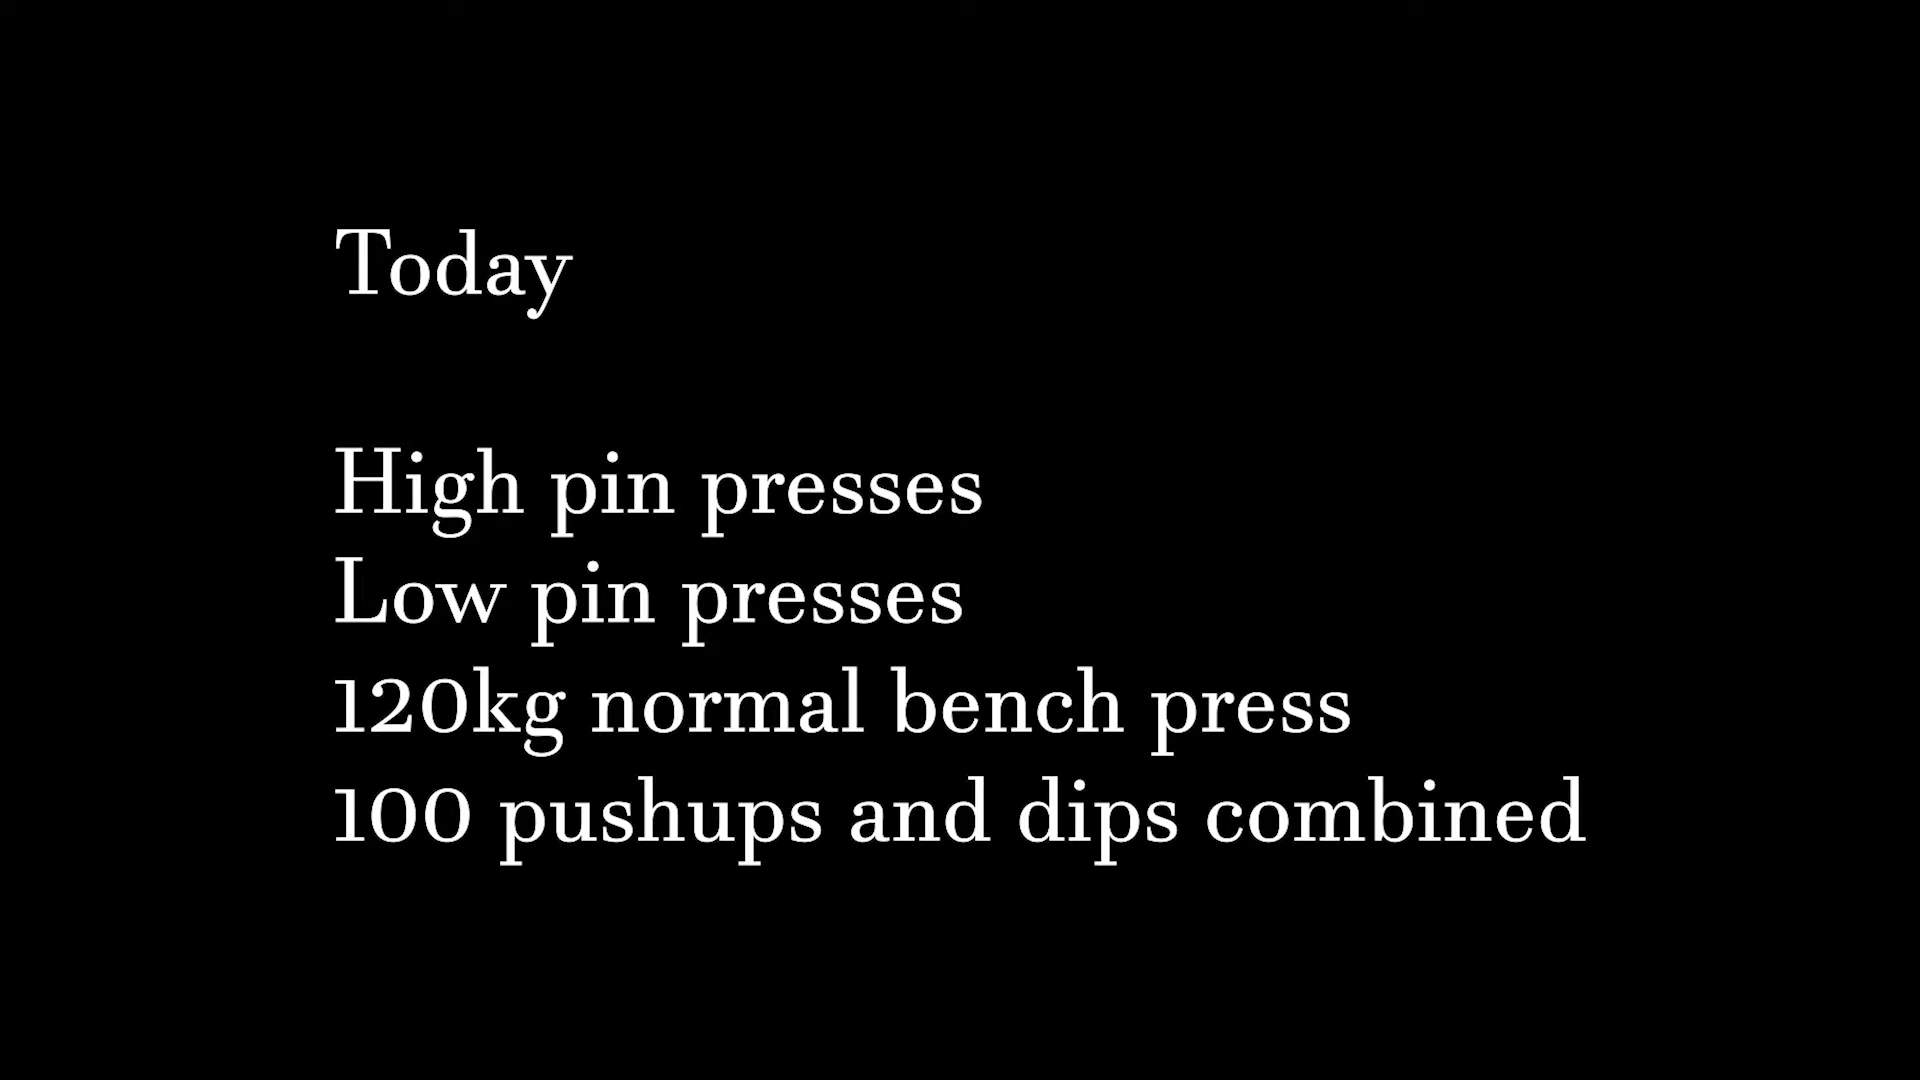 Today
High pin presses
Low pin presses
120kg normal bench press
100 pushups and dips combined